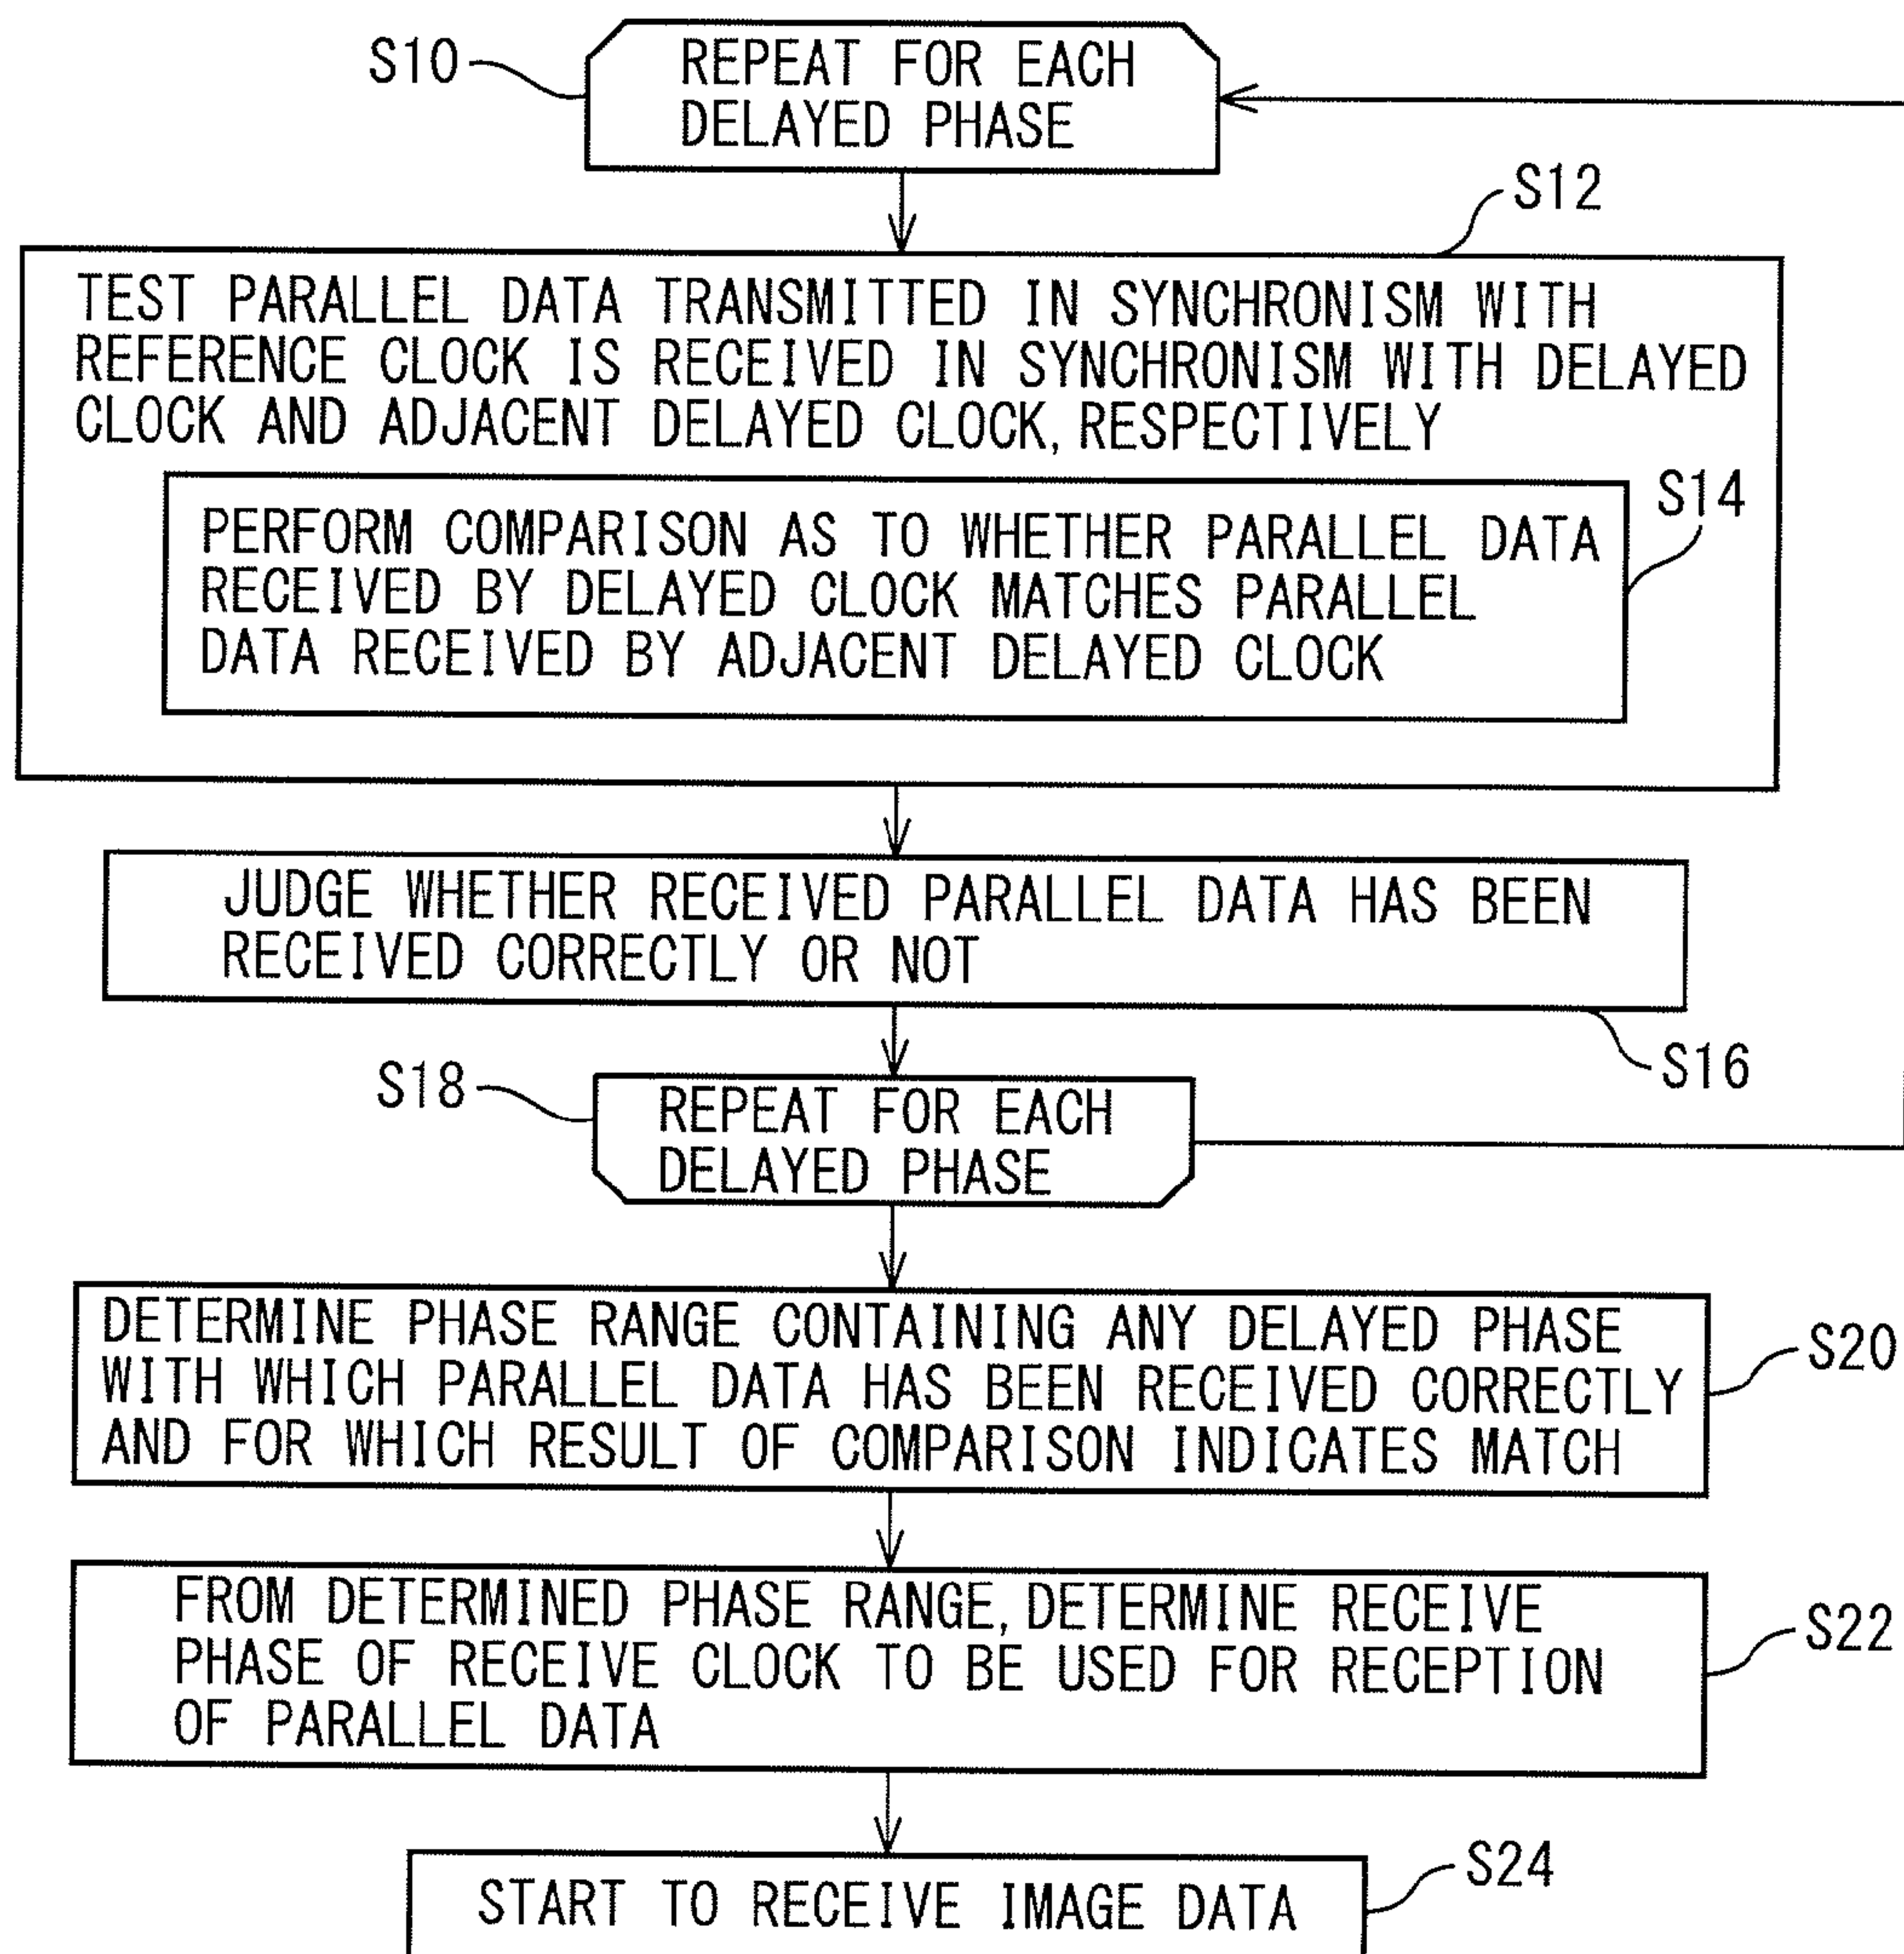 S10
REPEAT FOR EACH
DELAYED PHASE
S12
TEST PARALLEL DATA TRANSMITTED IN SYNCHRONISM WITH
REFERENCE CLOCK IS RECEIVED IN SYNCHRONISM WITH DELAYED
CLOCK AND ADJACENT DELAYED CLOCK, RESPECTIVELY
S14
PERFORM COMPARISON AS TO WHETHER PARALLEL DATA
RECEIVED BY DELAYED CLOCK MATCHES PARALLEL
DATA RECEIVED BY ADJACENT DELAYED CLOCK
JUDGE WHETHER RECEIVED PARALLEL DATA HAS BEEN
RECEIVED CORRECTLY OR NOT
S16
S18
REPEAT FOR EACH
DELAYED PHASE
DETERMINE PHASE RANGE CONTAINING ANY DELAYED PHASE
WITH WHICH PARALLEL DATA HAS BEEN RECEIVED CORRECTLY
AND FOR WHICH RESULT OF COMPARISON INDICATES MATCH
S20
FROM DETERMINED PHASE RANGE, DETERMINE RECEIVE
PHASE OF RECEIVE CLOCK TO BE USED FOR RECEPTION
OF PARALLEL DATA
S22
START TO RECEIVE IMAGE DATA
S24